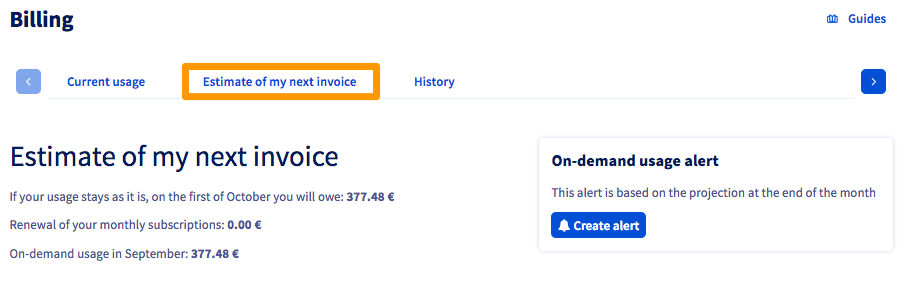 Billing
Guides
Current usage
Estimate of my next invoice
History
Estimate of my next invoice
If your usage stays as it is, on the first of October you will owe: 377.48 €
Renewal of your monthly subscriptions: 0.00 €
On-demand usage in September: 377.48 €
On-demand usage alert
This alert is based on the projection at the end of the month
Create alert